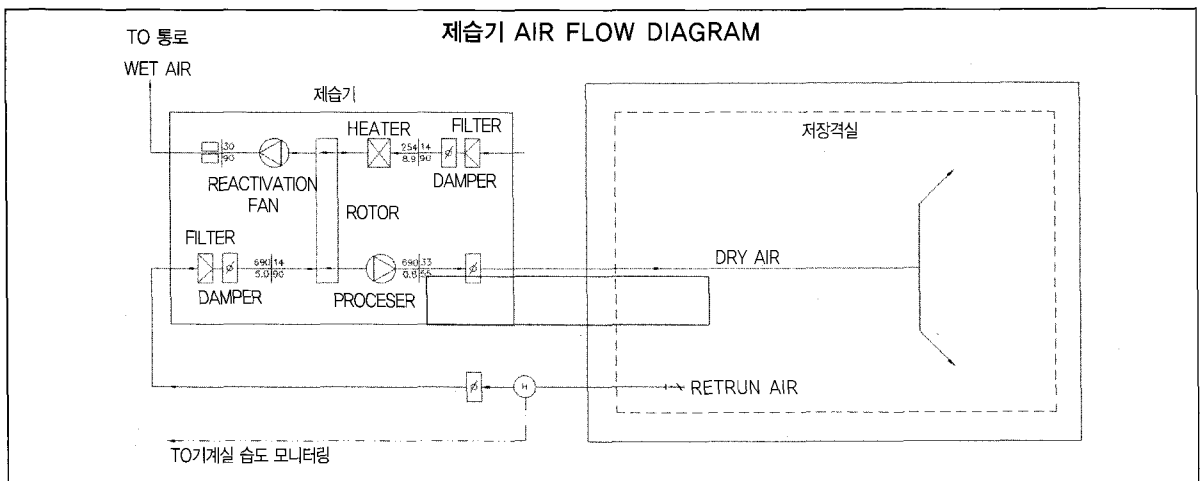 제습기 AIR FLOW DIAGRAM
TO 통로
WET AIR
제습기
HEATER
FILTER
저장격실
30
90
254 14
8.9 90
REACTIVATION
FAN
DAMPER
ROTOR
FILTER
690 14
5.0 90
690 33
0.8
DRY AIR
DAMPER
PROCESER
H
RETRUN AIR
TO기계실 습도 모니터링